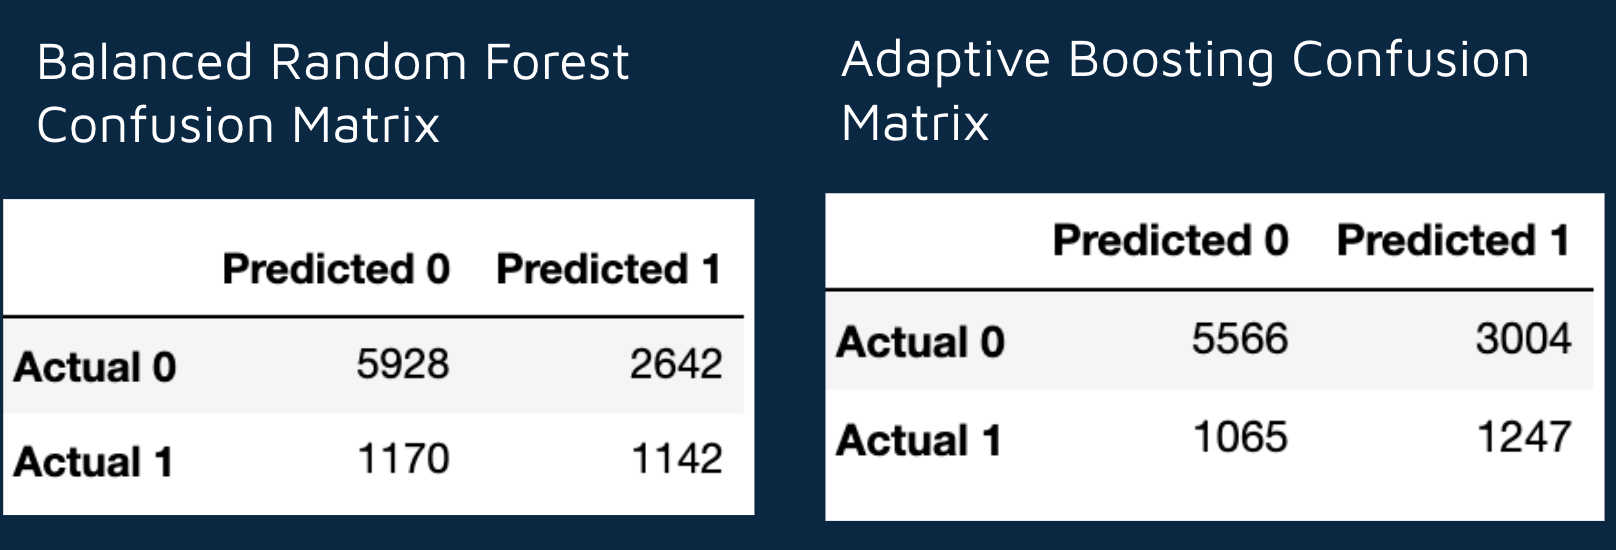 Balanced Random Forest
Confusion Matrix
Predicted 0 Predicted 1
Actual 0 5928 2642
Actual 1 1170 1142
Adaptive Boosting Confusion
Matrix
Predicted 0 Predicted 1
Actual 0 5566 3004
Actual 1 1065 1247